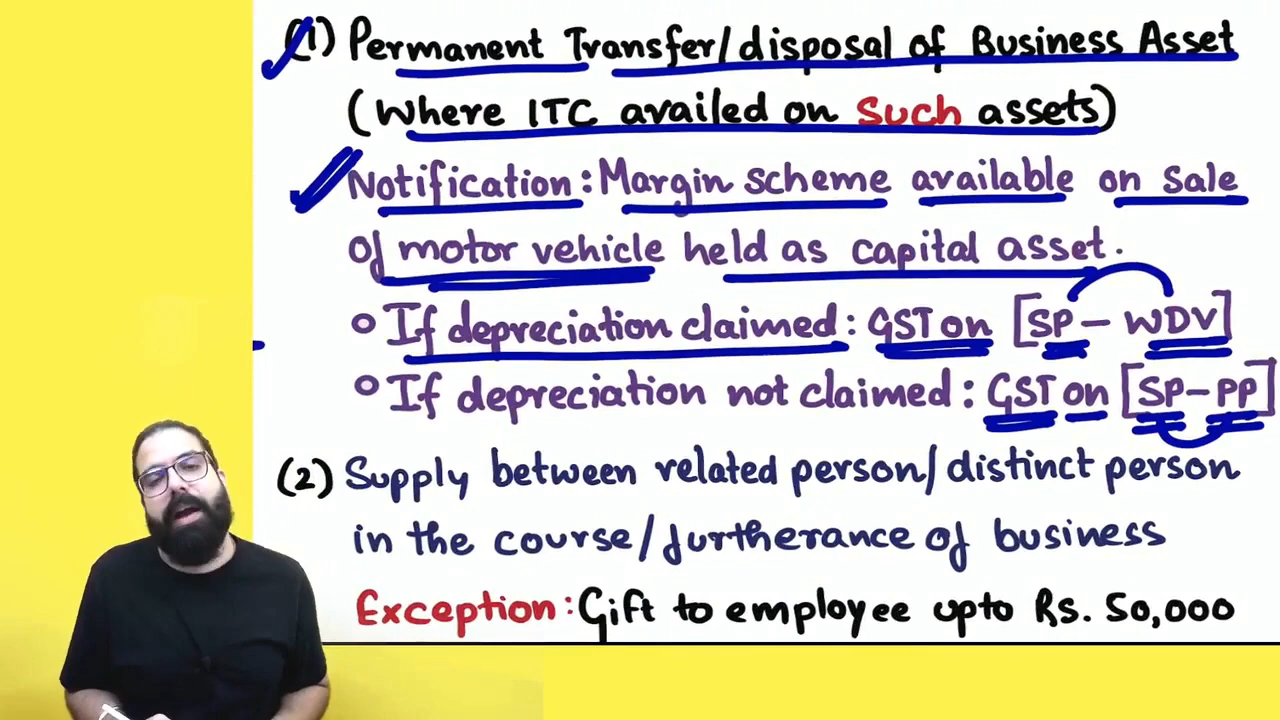 (1) Permanent Transfer/disposal of Business Asset
(Where ITC availed on Such assets)
Notification: Margin scheme available on sale
of motor vehicle held as capital asset.
If depreciation claimed: GST on [SP - WDV]
If depreciation not claimed: GST on [SP-PP]
(2) Supply between related person/distinct person
in the course/furtherance of business
Exception: Gift to employee upto Rs. 50,000